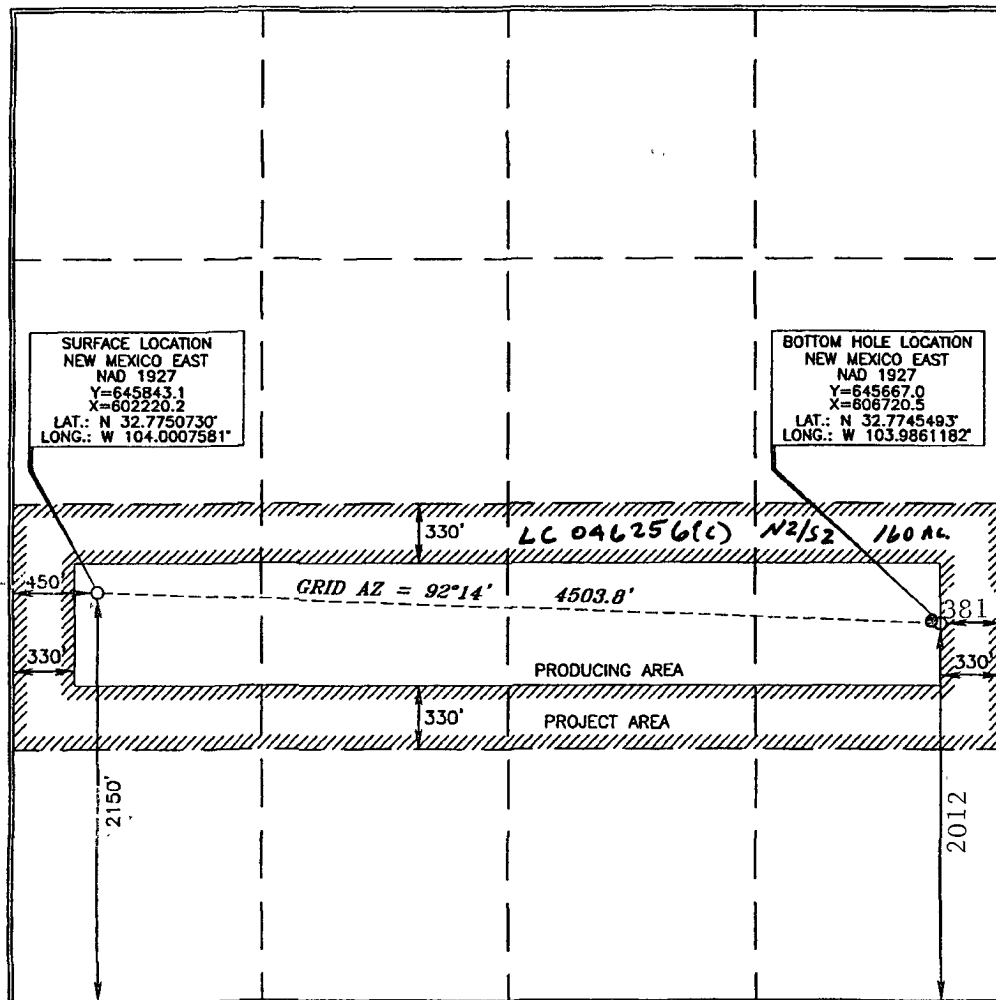 SURFACE LOCATION
NEW MEXICO EAST
NAD 1927
Y=645843.1
X=602220.2
LAT.: N 32.7750730°
LONG.: W 104.0007581°
BOTTOM HOLE LOCATION
NEW MEXICO EAST
NAD 1927
Y=645667.0
X=606720.5
LAT.: N 32.7745493°
LONG.: W 103.9861182°
330'
LC 046256(C) N2/S2 160 AC.
450
GRID AZ = 92°14' 4503.8'
381
330'
PRODUCING AREA
330'
330'
PROJECT AREA
2150'
2012